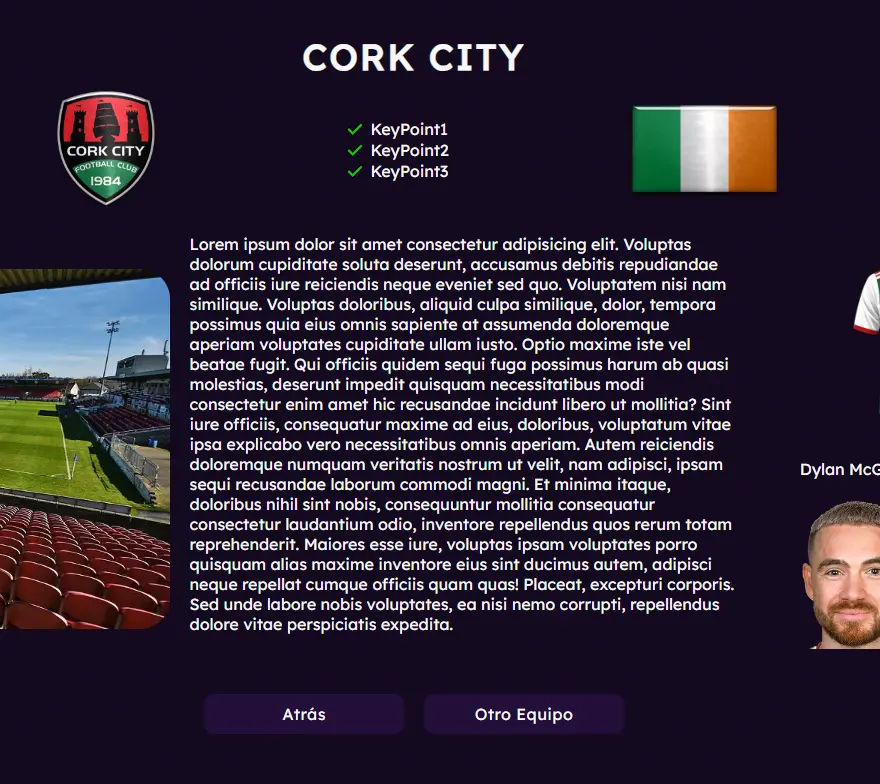 CORK CITY
CORK CITY
FOOTBALL CLUB
1984
KeyPoint1
KeyPoint2
KeyPoint3
Lorem ipsum dolor sit amet consectetur adipisicing elit. Voluptas
dolorum cupiditate soluta deserunt, accusamus debitis repudiandae
ad officiis iure reiciendis neque eveniet sed quo. Voluptatem nisi nam
similique. Voluptas doloribus, aliquid culpa similique, dolor, tempora
possimus quia eius omnis sapiente at assumenda doloremque
aperiam voluptates cupiditate ullam iusto. Optio maxime iste vel
beatae fugit. Qui officiis quidem sequi fuga possimus harum ab quasi
molestias, deserunt impedit quisquam necessitatibus modi
consectetur enim amet hic recusandae incidunt libero ut mollitia? Sint
iure officiis, consequatur maxime ad eius, doloribus, voluptatum vitae
ipsa explicabo vero necessitatibus omnis aperiam. Autem reiciendis
doloremque numquam veritatis nostrum ut velit, nam adipisci, ipsam
sequi recusandae laborum commodi magni. Et minima itaque,
doloribus nihil sint nobis, consequuntur mollitia consequatur
consectetur laudantium odio, inventore repellendus quos rerum totam
reprehenderit. Maiores esse iure, voluptas ipsam voluptates porro
quisquam alias maxime inventore eius sint ducimus autem, adipisci
neque repellat cumque officiis quam quas! Placeat, excepturi corporis.
Sed unde labore nobis voluptates, ea nisi nemo corrupti, repellendus
dolore vitae perspiciatis expedita.
Dylan McG
Atrás
Otro Equipo